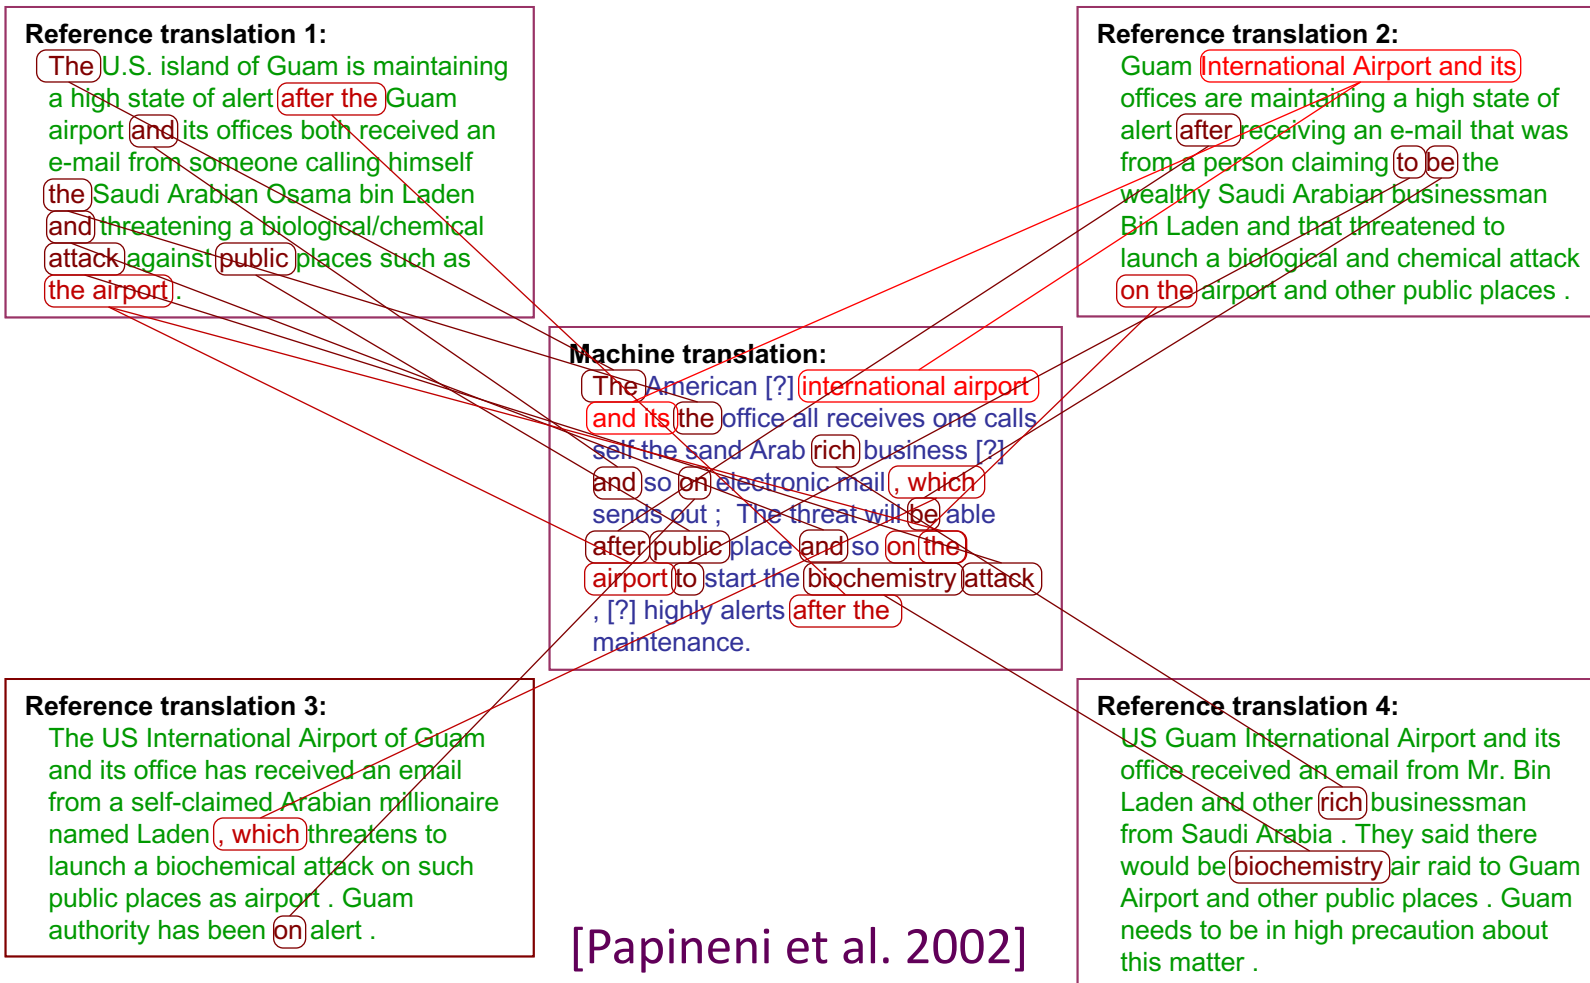 Reference translation 1:
The U.S. island of Guam is maintaining
a high state of alert after the Guam
airport and its offices both received an
e-mail from someone calling himself
the Saudi Arabian Osama bin Laden
and threatening a biological/chemical
attack against public places such as
the airport .
Reference translation 2:
Guam International Airport and its
offices are maintaining a high state of
alert after receiving an e-mail that was
from a person claiming to be the
wealthy Saudi Arabian businessman
Bin Laden and that threatened to
launch a biological and chemical attack
on the airport and other public places .
Machine translation:
The American [?] international airport
and its the office all receives one calls
self the sand Arab rich business [?]
and so on electronic mail , which
sends out ; The threat will be able
after public place and so on the
airport to start the biochemistry attack
, [?] highly alerts after the
maintenance.
Reference translation 3:
The US International Airport of Guam
and its office has received an email
from a self-claimed Arabian millionaire
named Laden , which threatens to
launch a biochemical attack on such
public places as airport . Guam
authority has been on alert .
Reference translation 4:
US Guam International Airport and its
office received an email from Mr. Bin
Laden and other rich businessman
from Saudi Arabia . They said there
would be biochemistry air raid to Guam
Airport and other public places . Guam
needs to be in high precaution about
this matter .
[Papineni et al. 2002]